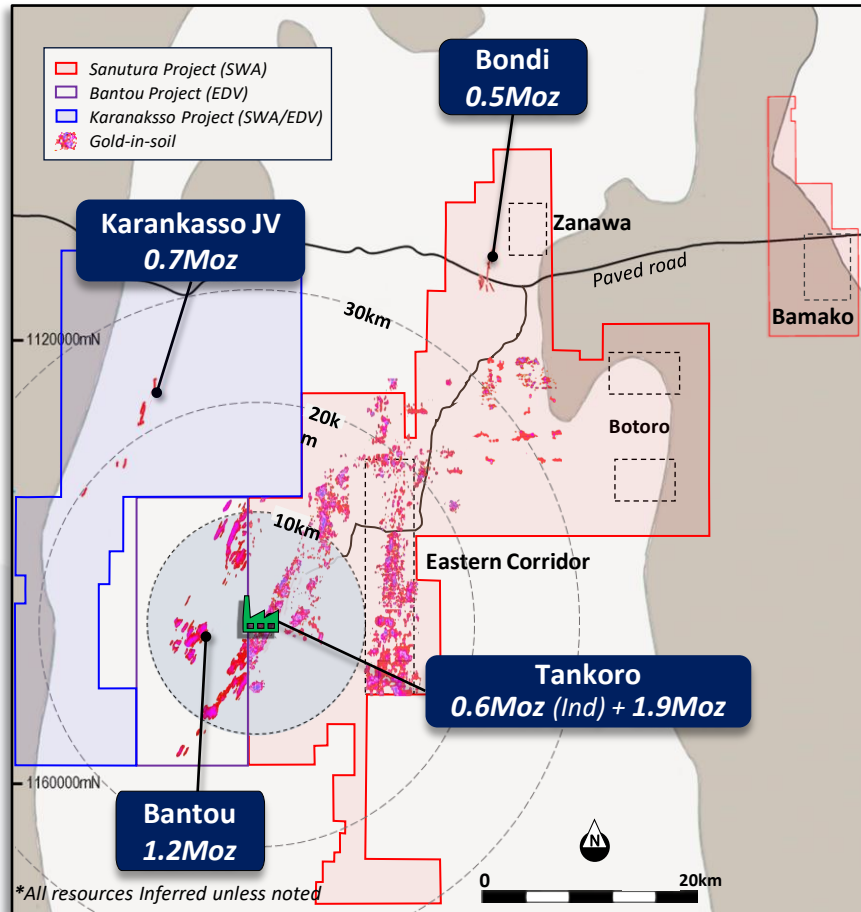 Sanutura Project (SWA)
Bantou Project (EDV)
Karanaksso Project (SWA/EDV)
Gold-in-soil
Bondi
0.5Moz
Karankasso JV
0.7Moz
Zanawa
Paved road
Bamako
30km
1120000mN
20k
m
Botoro
10km
Eastern Corridor
Tankoro
0.6Moz (Ind) + 1.9Moz
1160000mN
Bantou
1.2Moz
N
*All resources Inferred unless noted
0 20km